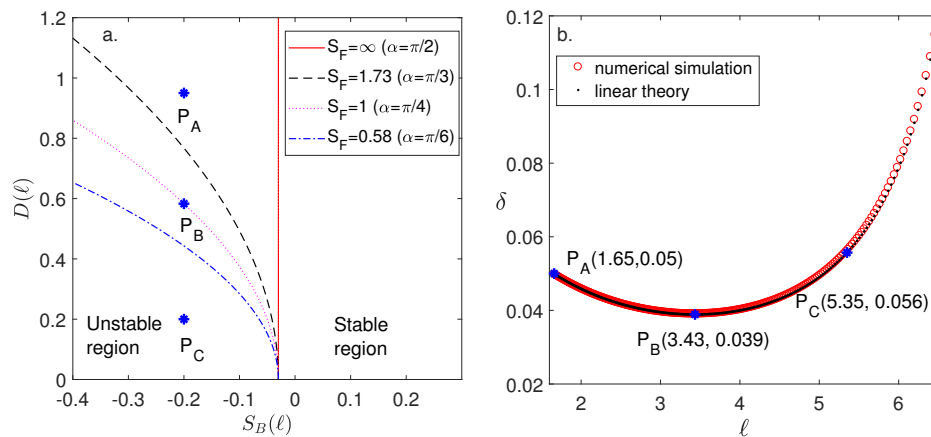 a.
S_F=∞ (α=π/2)
S_F=1.73 (α=π/3)
S_F=1 (α=π/4)
S_F=0.58 (α=π/6)
P_A
P_B
P_C
Unstable
region
Stable
region
1.2
1
0.8
0.6
0.4
0.2
0
D(ℓ)
-0.4 -0.3 -0.2 -0.1 0 0.1 0.2
S_B(ℓ)
b.
numerical simulation
linear theory
P_A(1.65,0.05)
P_B(3.43, 0.039)
P_C(5.35, 0.056)
0.12
0.10
0.08
0.06
0.04
0.02
δ
2 3 4 5 6
ℓ